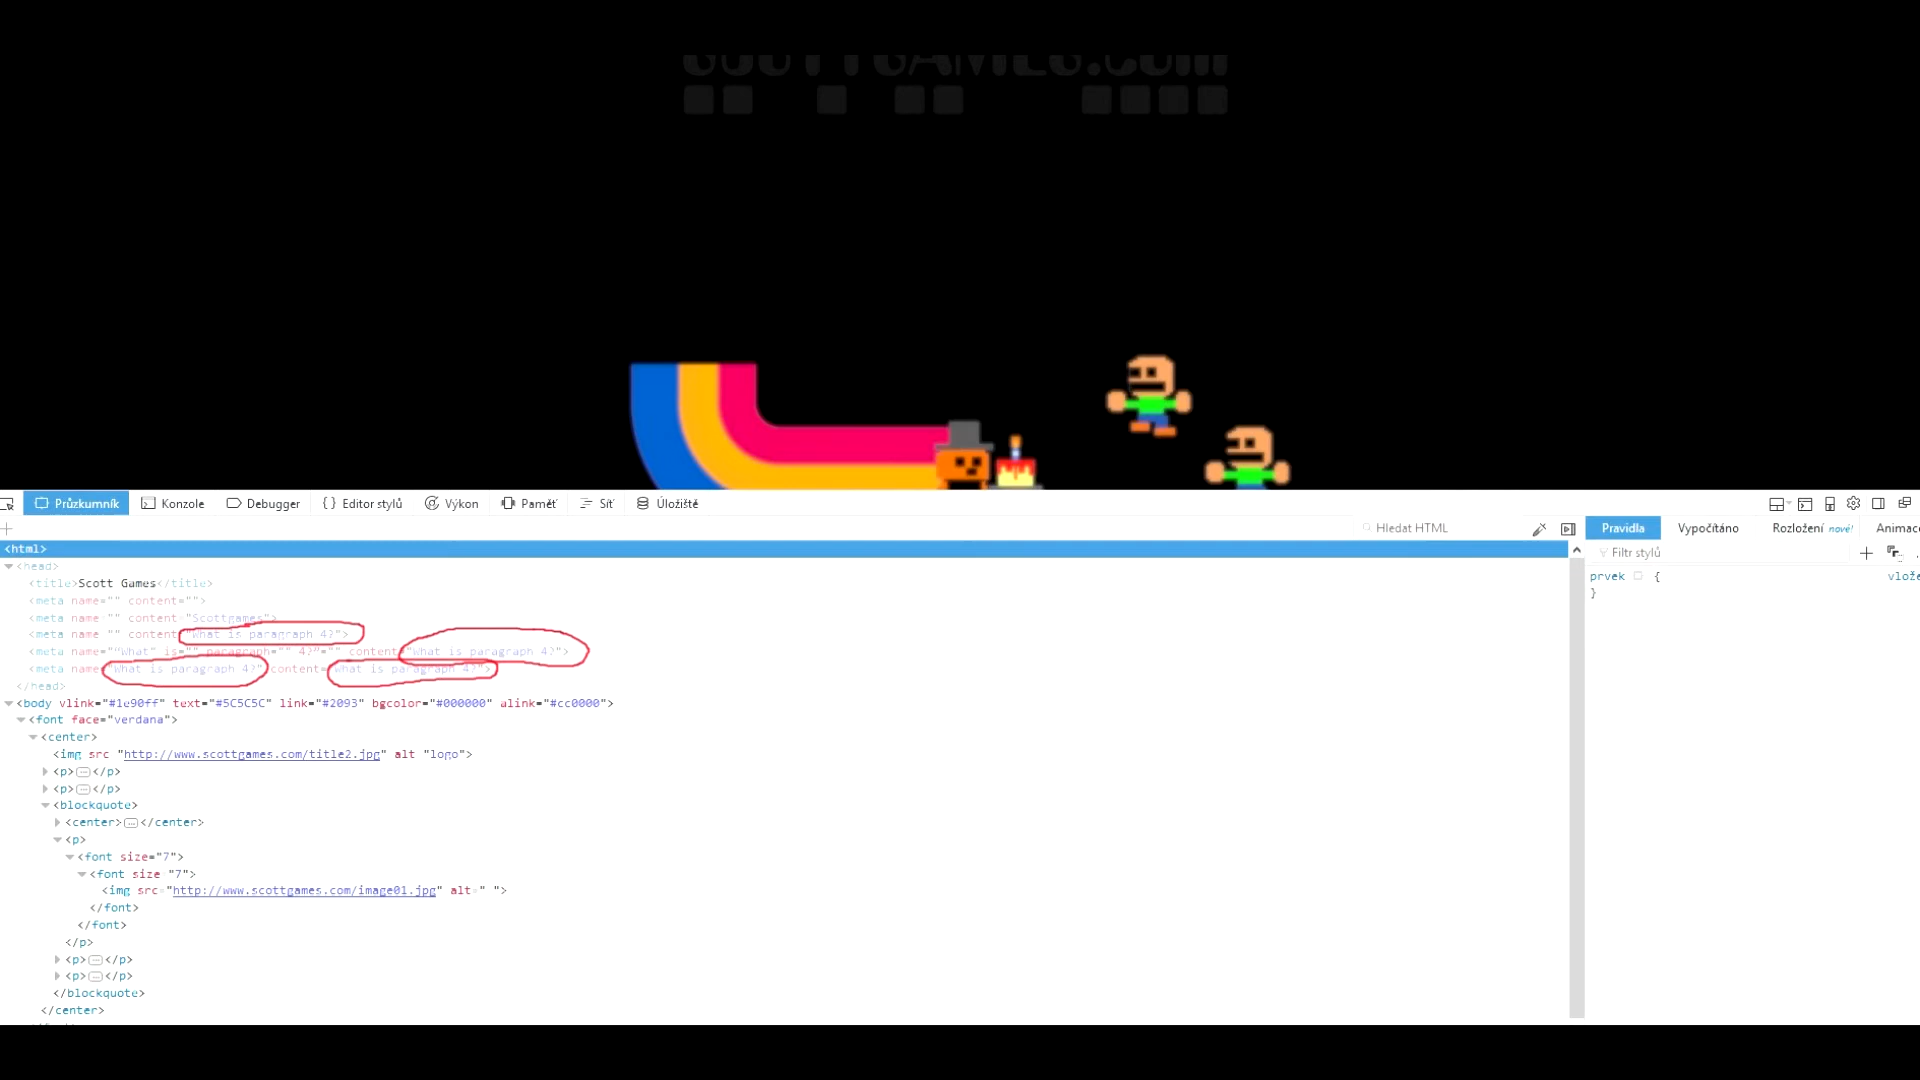 SCOTTGAMES.COM
Průzkumník Konzole Debugger { } Editor stylů Výkon Paměť Síť Úložiště
+ Hledat HTML Pravidla Vypočítáno Rozložení nové! Animac
<html> Filtr stylů +
<head>
<title>Scott Games</title> prvek { vlože
<meta name="" content=""> }
<meta name "" content "Scottgames">
<meta name "" content "What is paragraph 4?">
<meta name="“What” is="" paragraph="" 4?”="" content "What is paragraph 4?">
<meta name "What is paragraph 4?" content= "What is paragraph 4?">
</head>
<body vlink="#1e90ff" text="#5C5C5C" link="#2093" bgcolor="#000000" alink="#cc0000">
<font face="verdana">
<center>
<img src "http://www.scottgames.com/title2.jpg" alt "logo">
<p>…</p>
<p>…</p>
<blockquote>
<center>…</center>
<p>
<font size="7">
<font size "7">
<img src "http://www.scottgames.com/image01.jpg" alt " ">
</font>
</font>
</p>
<p>…</p>
<p>…</p>
</blockquote>
</center>